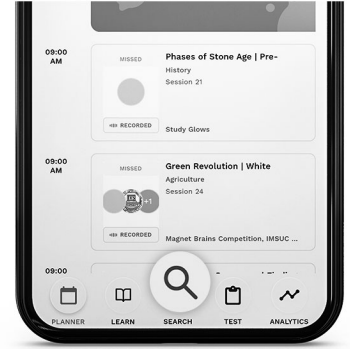 09:00
AM
MISSED
Phases of Stone Age | Pre-
History
Session 21
RECORDED
Study Glows
09:00
AM
MISSED
Green Revolution | White
Agriculture
Session 24
+1
RECORDED
Magnet Brains Competition, IMSUC ...
09:00
PLANNER
LEARN
SEARCH
TEST
ANALYTICS